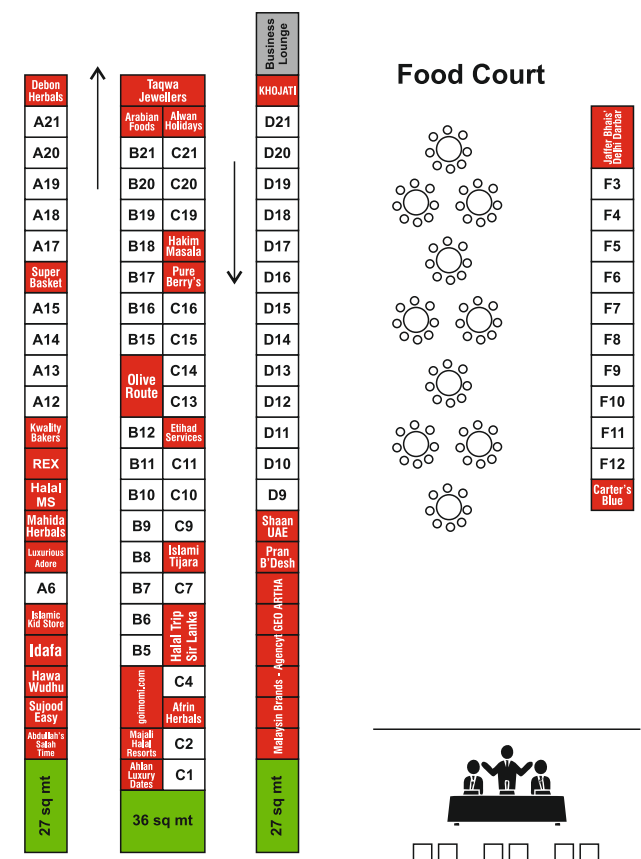 Business
Lounge
Food Court
Debon
Herbals
A21
A20
A19
A18
A17
Super
Basket
A15
A14
A13
A12
Kwality
Bakers
REX
Halal
MS
Mahida
Herbals
Luxurious
Adore
A6
Islamic
Kid Store
Idafa
Hawa
Wudhu
Sujood
Easy
Abdullah's
Salah
Time
27 sq mt
Taqwa
Jewellers
Arabian
Foods
B21
B20
B19
B18
B17
B16
B15
Olive
Route
B12
B11
B10
B9
B8
B7
B6
B5
goimomi.com
Majali
Halal
Resorts
Ahlan
Luxury
Dates
Alwan
Holidays
C21
C20
C19
Hakim
Masala
Pure
Berry's
C16
C15
C14
C13
Etihad
Services
C11
C10
C9
Islami
Tijara
C7
Halal Trip
Sir Lanka
C4
Afrin
Herbals
C2
C1
36 sq mt
KHOJATI
D21
D20
D19
D18
D17
D16
D15
D14
D13
D12
D11
D10
D9
Shaan
UAE
Pran
B'Desh
Malaysin Brands - Agencyt GEO ARTHA
27 sq mt
Jaffer Bhais'
Delhi Darbar
F3
F4
F5
F6
F7
F8
F9
F10
F11
F12
Carter's
Blue